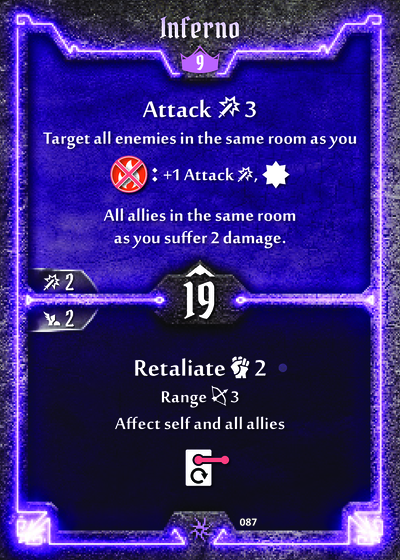 Inferno
9
Attack 3
Target all enemies in the same room as you
: +1 Attack ,
All allies in the same room
as you suffer 2 damage.
2
19
2
Retaliate 2
Range 3
Affect self and all allies
087